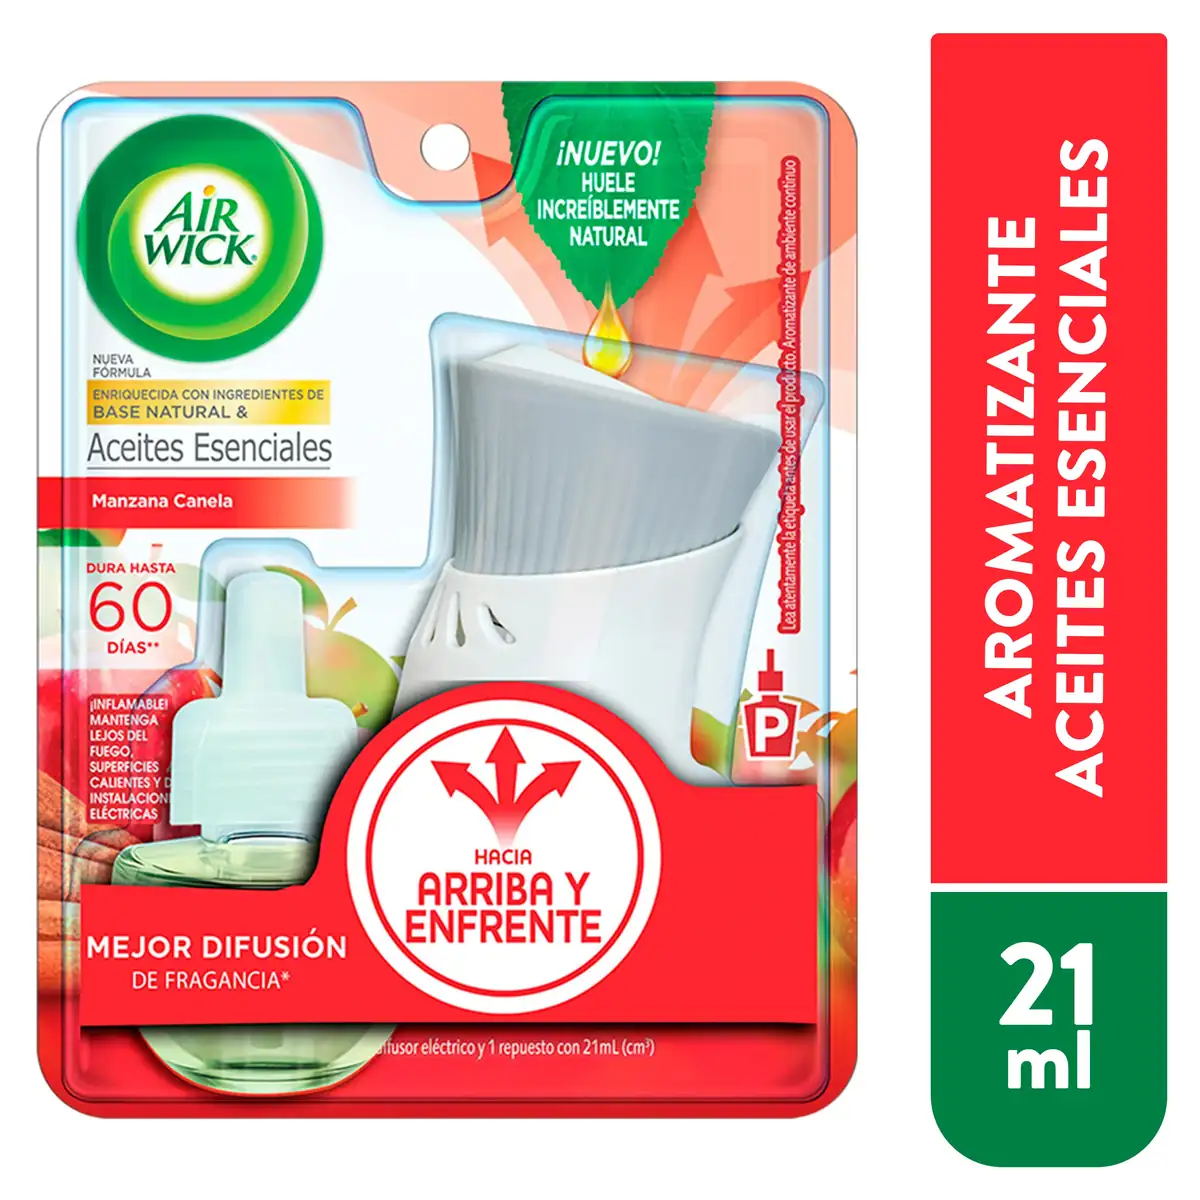 AIR
WICK®
¡NUEVO!
HUELE
INCREÍBLEMENTE
NATURAL
NUEVA
FÓRMULA
ENRIQUECIDA CON INGREDIENTES DE
BASE NATURAL &
Aceites Esenciales
Manzana Canela
DURA HASTA
60
DÍAS**
¡INFLAMABLE!
MANTENGA
LEJOS DEL
FUEGO,
SUPERFICIES
CALIENTES Y D
INSTALACION
ELÉCTRICAS
Lea atentamente la etiqueta antes de usar el producto. Aromatizante de ambiente continuo
P
HACIA
ARRIBA Y
ENFRENTE
MEJOR DIFUSIÓN
DE FRAGANCIA*
ifusor eléctrico y 1 repuesto con 21mL (cm³)
AROMATIZANTE
ACEITES ESENCIALES
21
ml